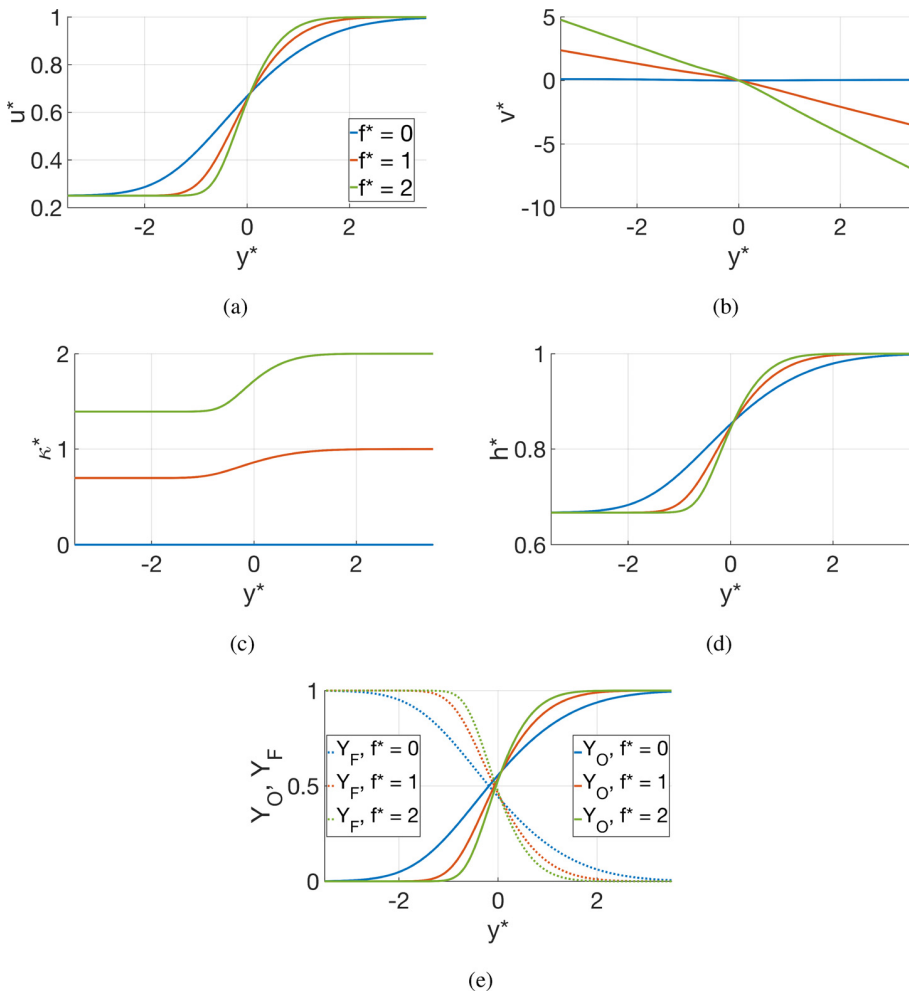 1
0.8
u*
0.6
0.4
0.2
f* = 0
f* = 1
f* = 2
-2 0 2
y*
(a)
5
0
v*
-5
-10
-2 0 2
y*
(b)
2
κ*
1
0
-2 0 2
y*
(c)
1
h*
0.8
0.6
-2 0 2
y*
(d)
1
Y_O, Y_F
0.5
0
Y_F, f* = 0
Y_F, f* = 1
Y_F, f* = 2
Y_O, f* = 0
Y_O, f* = 1
Y_O, f* = 2
-2 0 2
y*
(e)